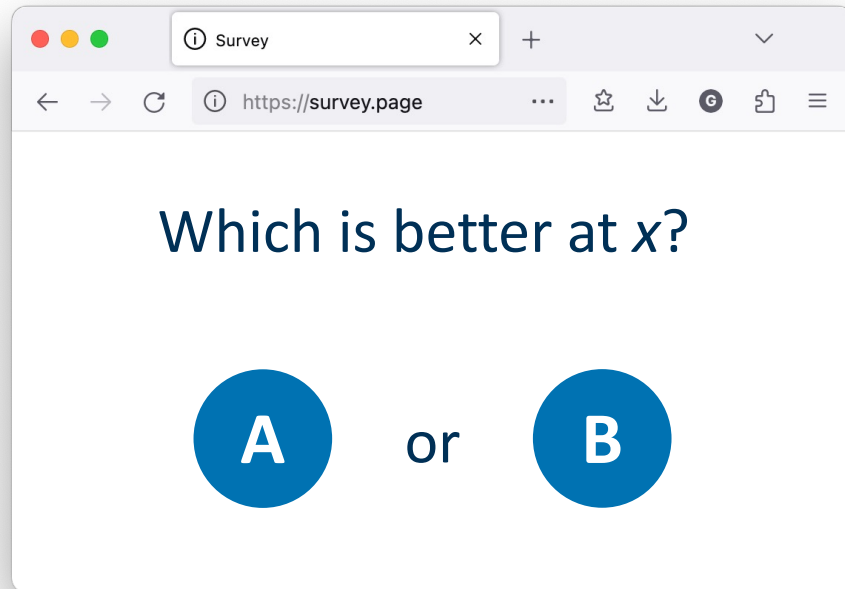 Survey
https://survey.page
G
Which is better at x?
A or B